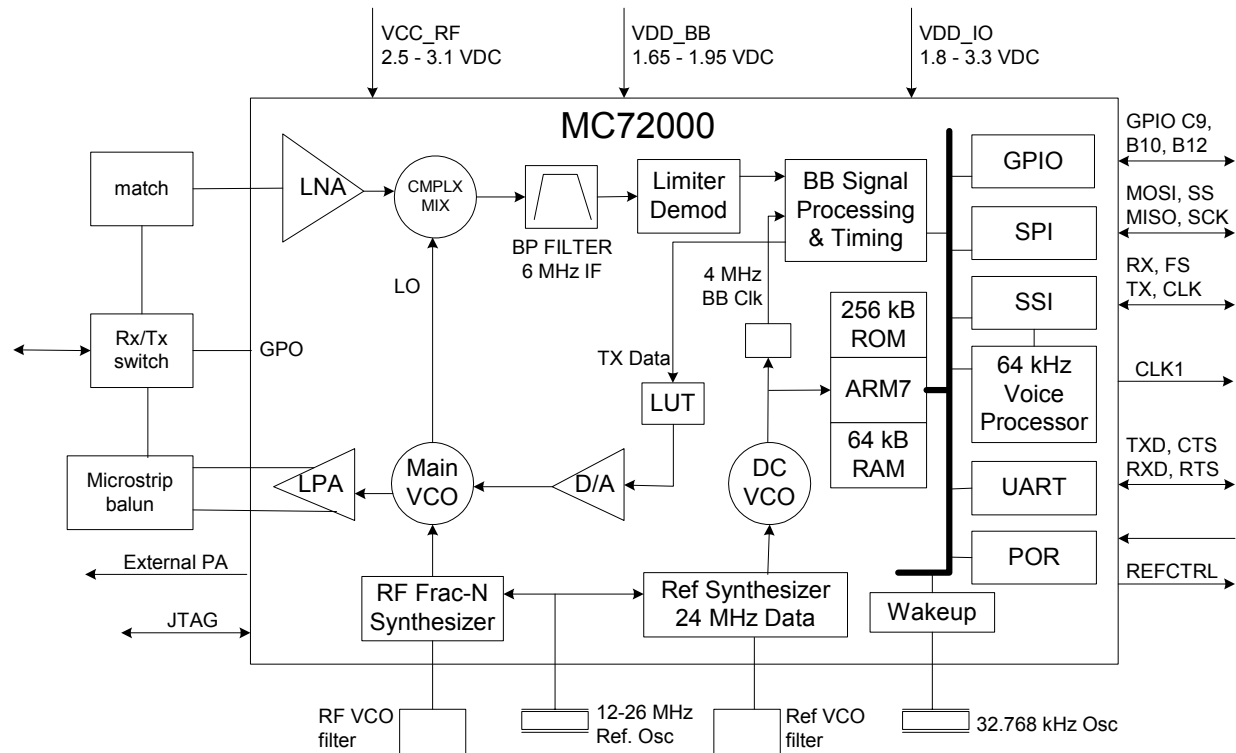 VCC_RF
2.5 - 3.1 VDC
VDD_BB
1.65 - 1.95 VDC
VDD_IO
1.8 - 3.3 VDC
MC72000
match
LNA
CMPLX
MIX
BP FILTER
6 MHz IF
Limiter
Demod
BB Signal
Processing
& Timing
GPIO
GPIO C9,
B10, B12
SPI
MOSI, SS
MISO, SCK
LO
4 MHz
BB Clk
256 kB
ROM
SSI
RX, FS
TX, CLK
Rx/Tx
switch
GPO
TX Data
LUT
ARM7
64 kHz
Voice
Processor
CLK1
64 kB
RAM
Microstrip
balun
LPA
Main
VCO
D/A
DC
VCO
UART
TXD, CTS
RXD, RTS
External PA
POR
REFCTRL
RF Frac-N
Synthesizer
Ref Synthesizer
24 MHz Data
Wakeup
JTAG
RF VCO
filter
12-26 MHz
Ref. Osc
Ref VCO
filter
32.768 kHz Osc